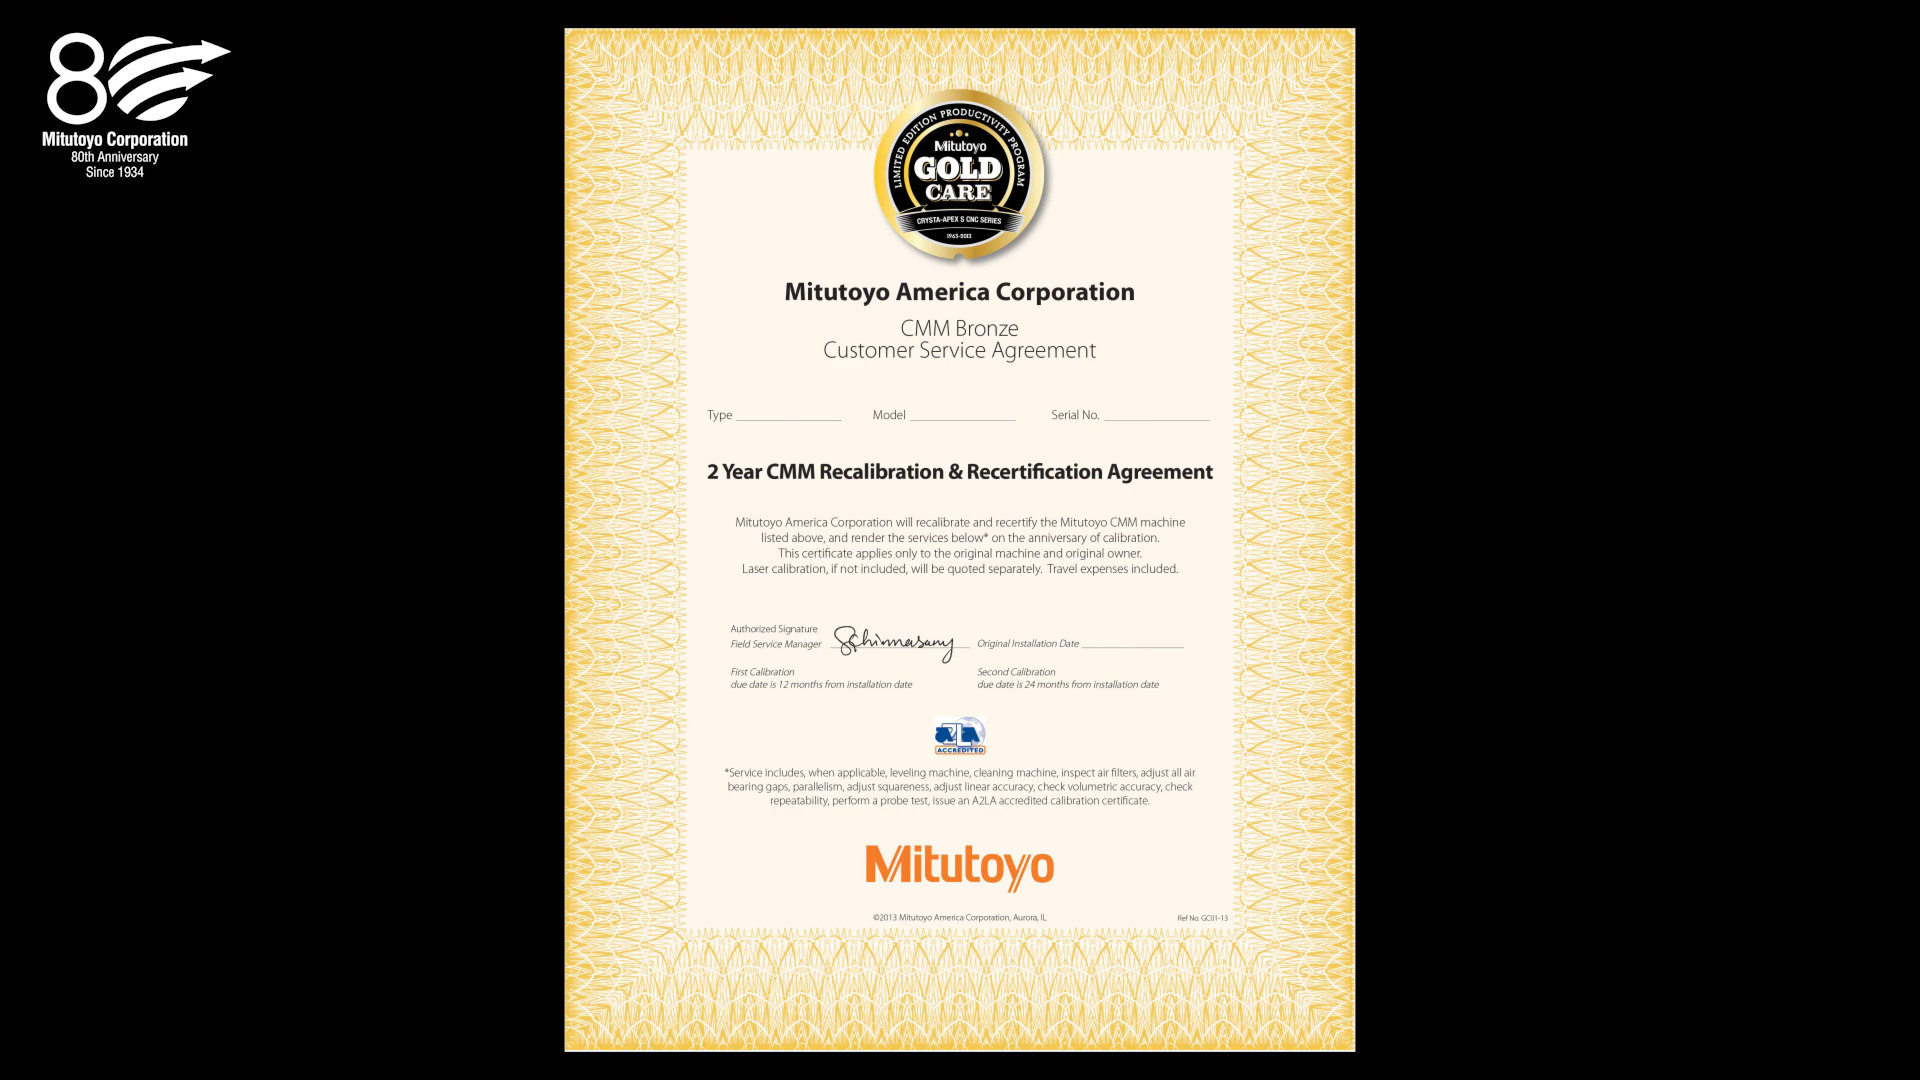 80
Mitutoyo Corporation
80th Anniversary
Since 1934
LIMITED EDITION PRODUCTIVITY PROGRAM
Mitutoyo
GOLD
CARE
CRYSTA-APEX S CNC SERIES
1963-2013
Mitutoyo America Corporation
CMM Bronze
Customer Service Agreement
Type Model Serial No.
2 Year CMM Recalibration & Recertification Agreement
Mitutoyo America Corporation will recalibrate and recertify the Mitutoyo CMM machine
listed above, and render the services below* on the anniversary of calibration.
This certificate applies only to the original machine and original owner.
Laser calibration, if not included, will be quoted separately. Travel expenses included.
Authorized Signature
Field Service Manager Original Installation Date
First Calibration Second Calibration
due date is 12 months from installation date due date is 24 months from installation date
A2LA
ACCREDITED
*Service includes, when applicable, leveling machine, cleaning machine, inspect air filters, adjust all air
bearing gaps, parallelism, adjust squareness, adjust linear accuracy, check volumetric accuracy, check
repeatability, perform a probe test, issue an A2LA accredited calibration certificate.
Mitutoyo
©2013 Mitutoyo America Corporation, Aurora, IL Ref No. GC01-13